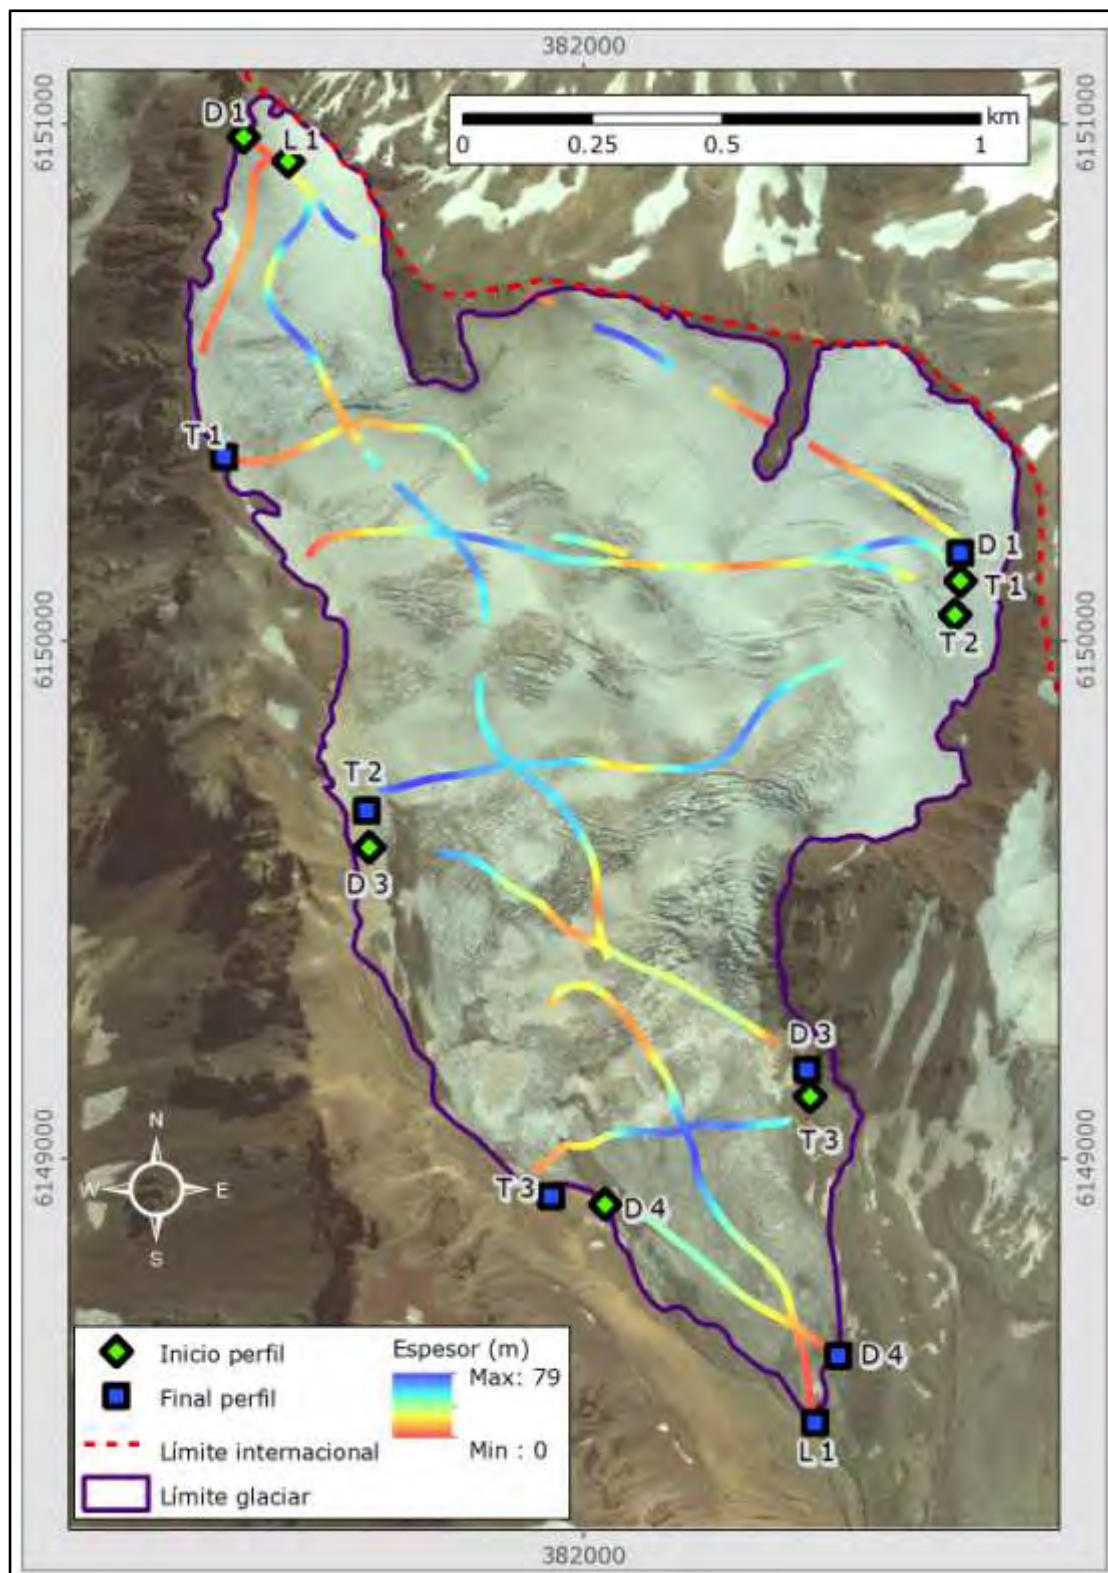 382000
6151000
6151000
D 1
L 1
km
0
0.25
0.5
1
T 1
D 1
T 1
T 2
6150000
6150000
T 2
D 3
D 3
T 3
6149000
6149000
N
W
E
S
T 3
D 4
D 4
L 1
Inicio perfil
Final perfil
Límite internacional
Límite glaciar
Espesor (m)
Max: 79
Min : 0
382000